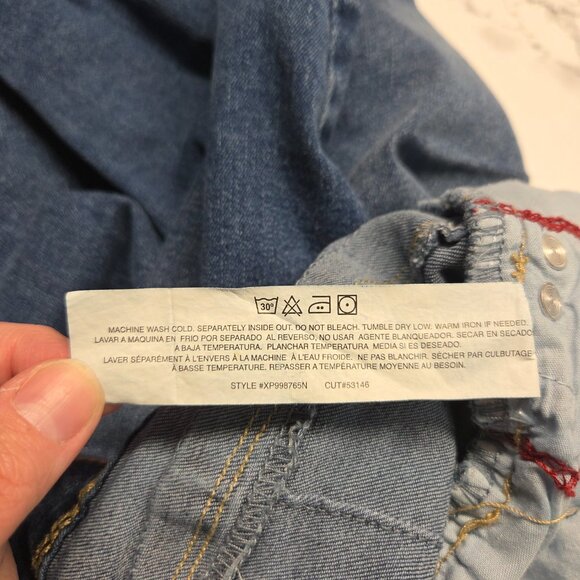 30°
MACHINE WASH COLD. SEPARATELY INSIDE OUT. DO NOT BLEACH. TUMBLE DRY LOW. WARM IRON IF NEEDED.
LAVAR A MAQUINA EN FRIO POR SEPARADO AL REVERSO, NO USAR AGENTE BLANQUEADOR. SECAR EN SECADO
A BAJA TEMPERATURA. PLANCHAR TEMPERATURA MEDIA SI ES DESEADO.
LAVER SÉPARÉMENT À L'ENVERS À LA MACHINE À L'EAU FROIDE. NE PAS BLANCHIR. SÉCHER PAR CULBUTAGE
À BASSE TEMPERATURE. REPASSER A TEMPÉRATURE MOYENNE AU BESOIN.
STYLE #XP998765N CUT#53146